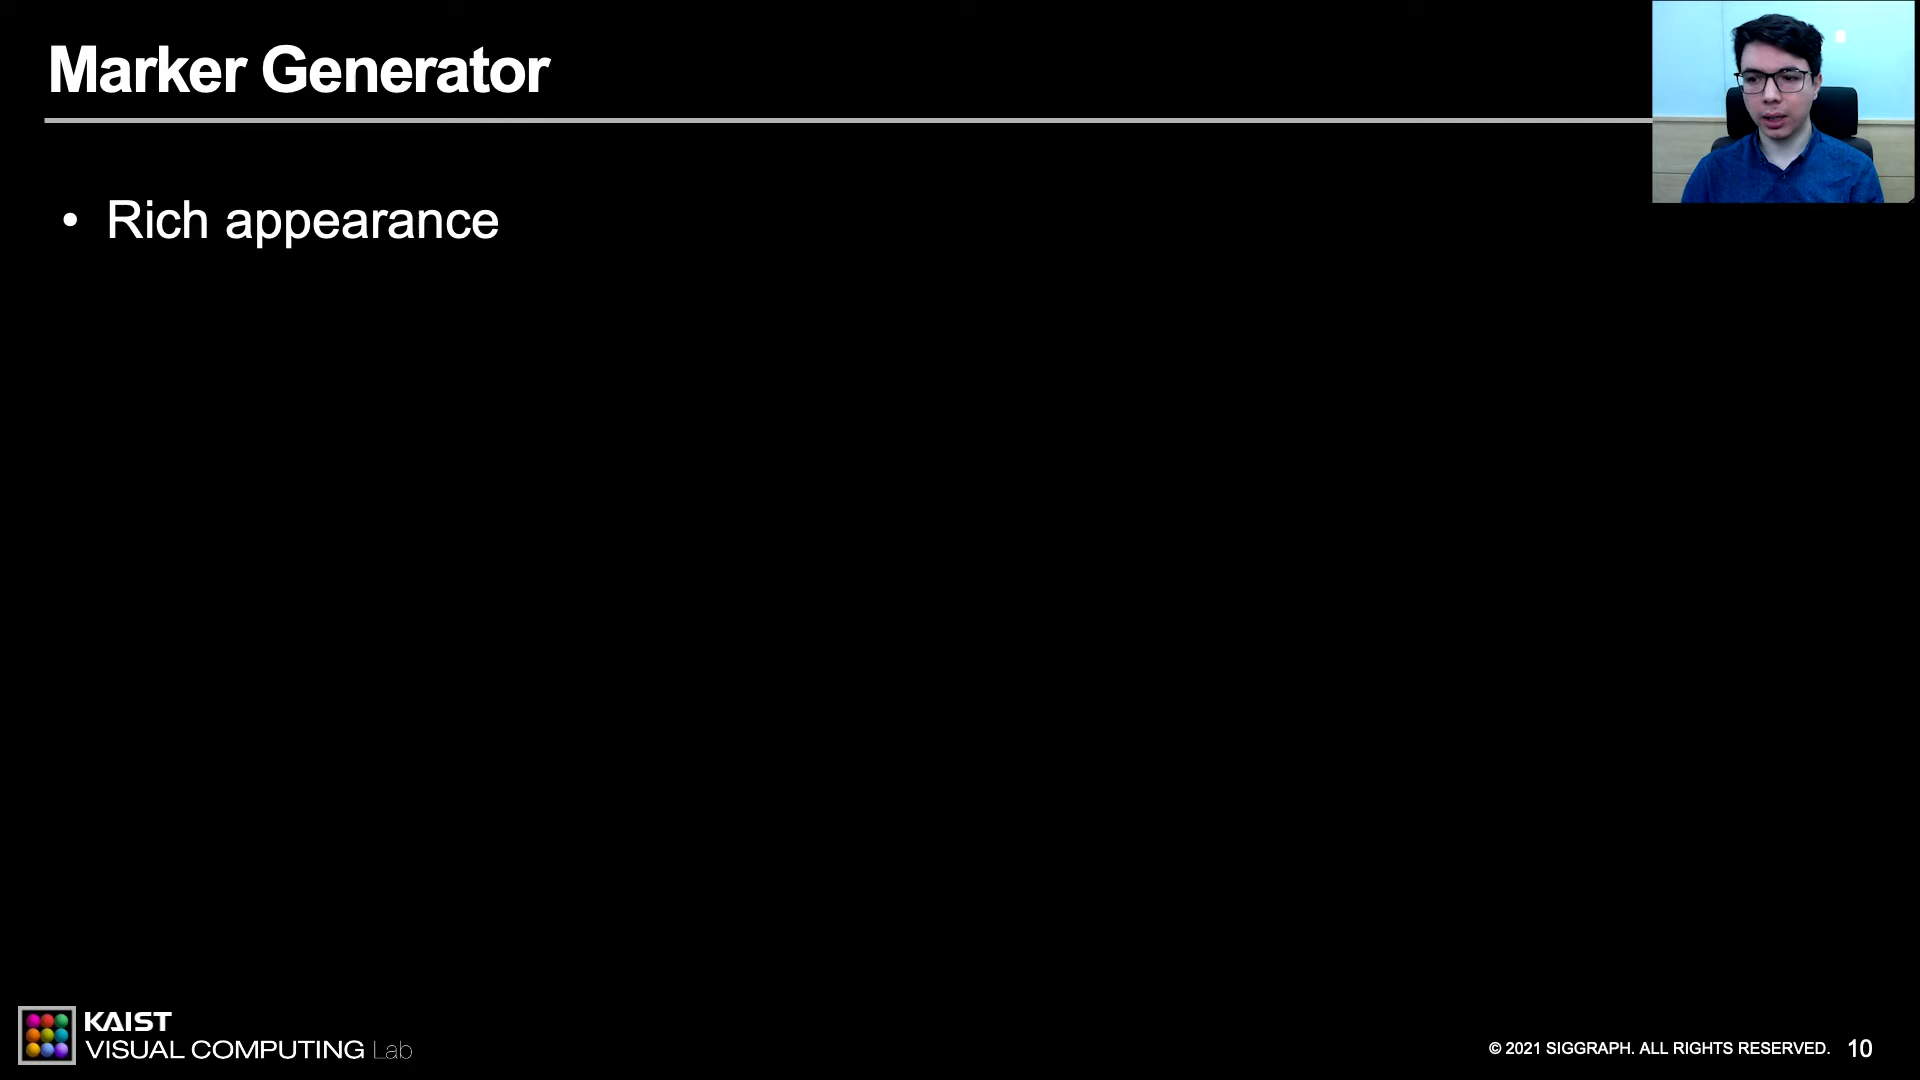 Marker Generator
• Rich appearance
KAIST
VISUAL COMPUTING Lab
© 2021 SIGGRAPH. ALL RIGHTS RESERVED. 10